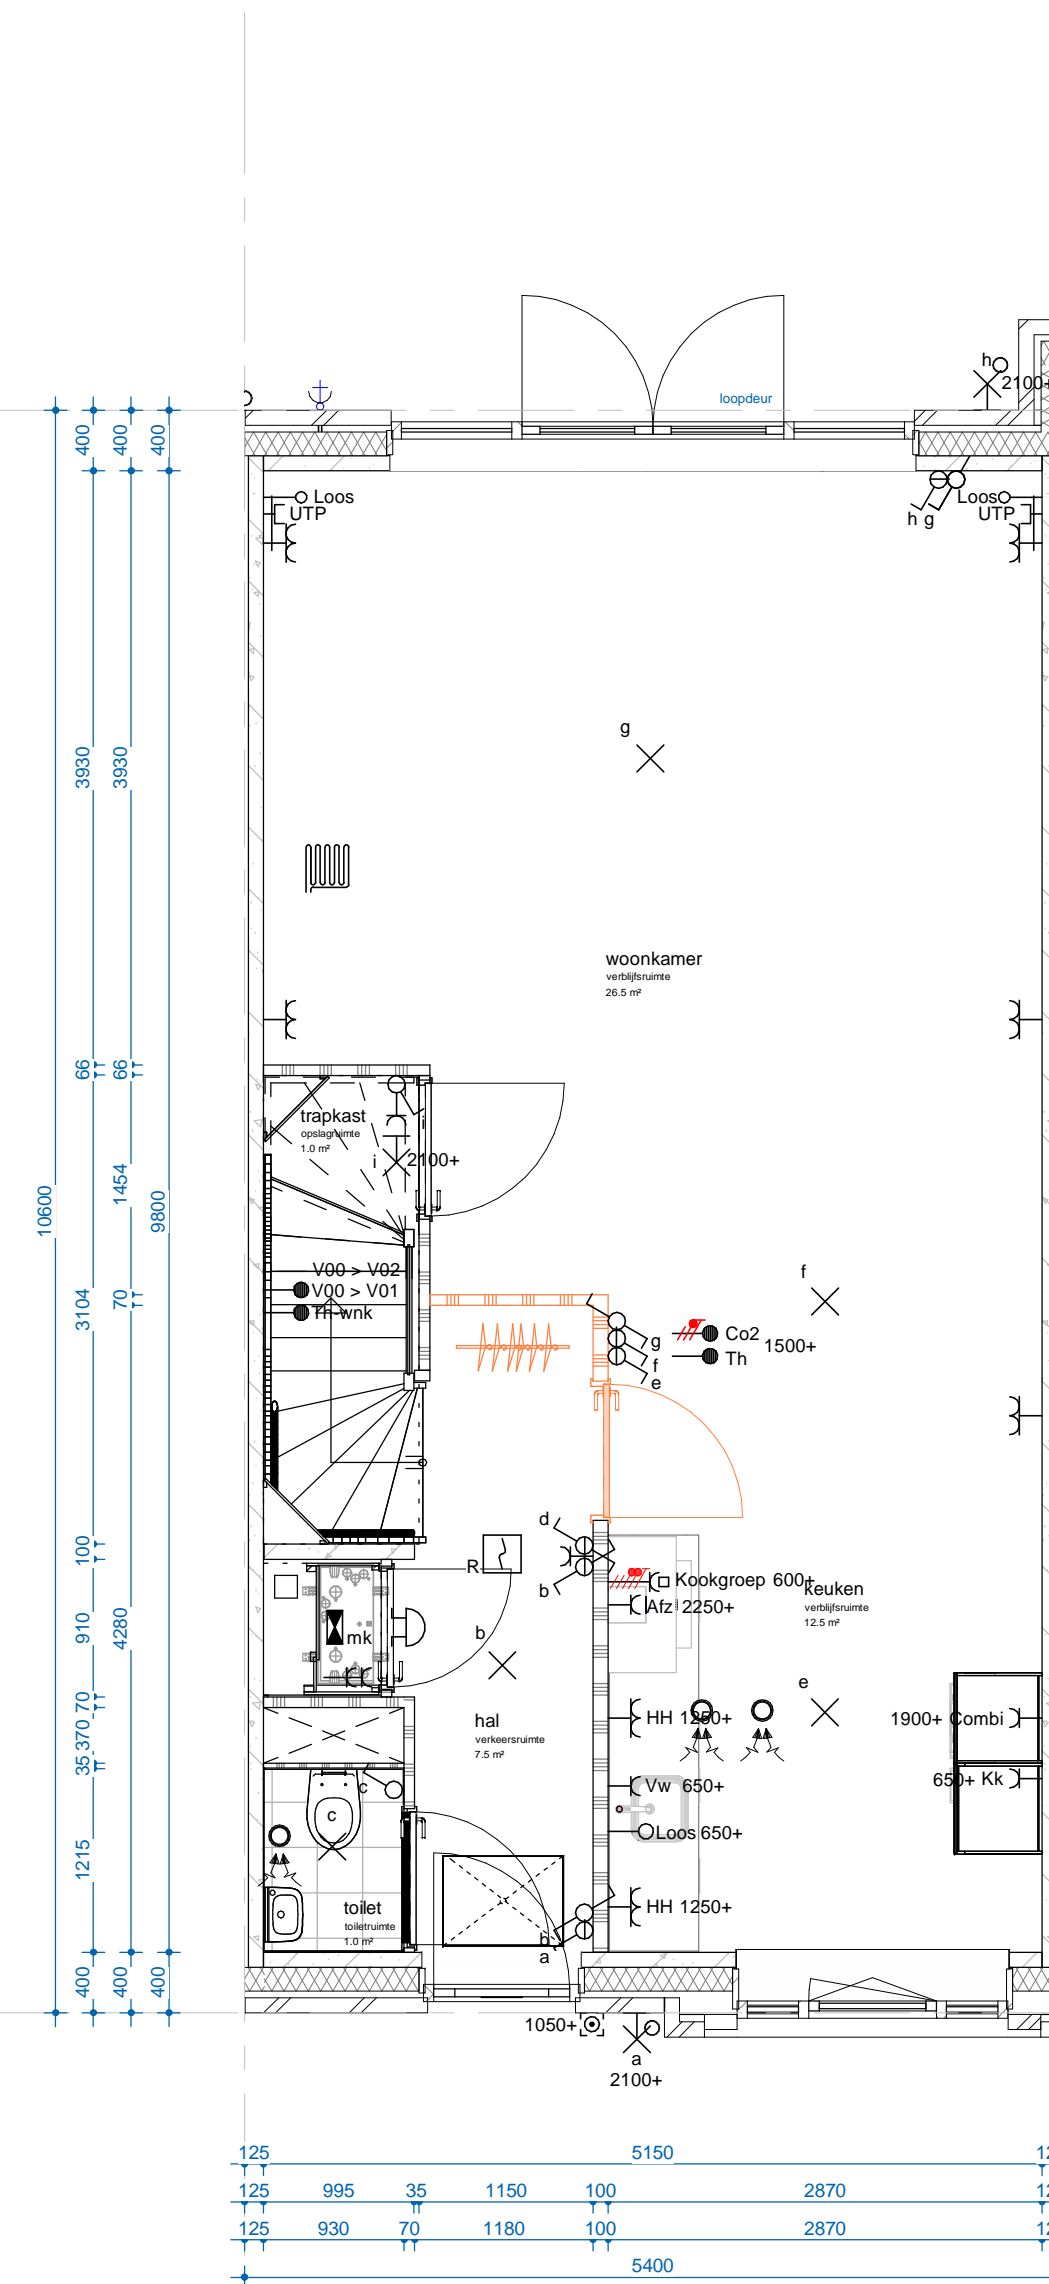 h
2100+
loopdeur
400
400
400
Loos
UTP
h g
Loos
UTP
3930
3930
g
woonkamer
verblijfsruimte
26.5 m²
66
66
trapkast
opslagruimte
1.0 m²
i
i
2100+
10600
3104
1454
70
9800
V00 > V02
V00 > V01
Th-wnk
f
g
f
e
Co2
1500+
Th
d
b
R
Kookgroep 600+
Afz 2250+
keuken
verblijfsruimte
12.5 m²
100
910
4280
mk
b
e
70
370
35
hal
verkeersruimte
7.5 m²
HH 1250+
1900+ Combi
650+ Kk
Vw 650+
Loos 650+
c
c
1215
toilet
toiletruimte
1.0 m²
HH 1250+
b
a
400
400
400
1050+
a
2100+
125
5150
125
995
35
1150
100
2870
125
930
70
1180
100
2870
5400